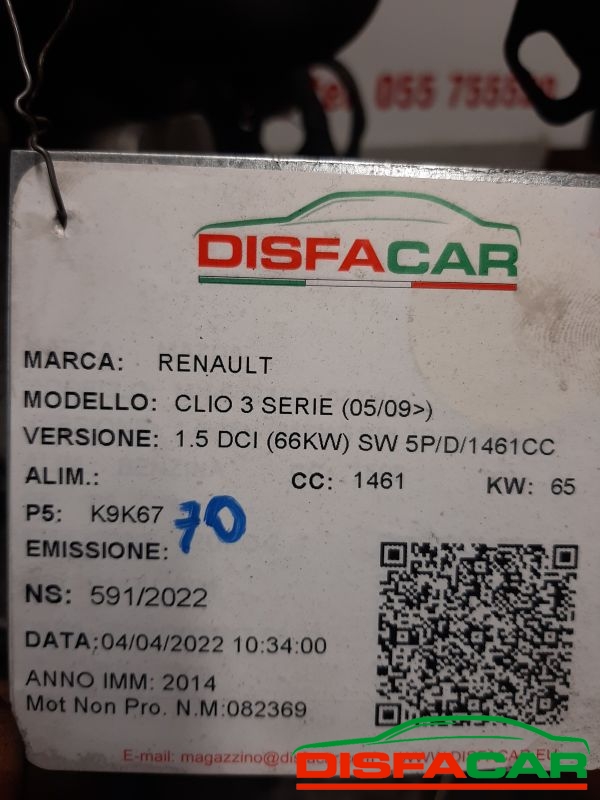 055 755520
DISFACAR
MARCA: RENAULT
MODELLO: CLIO 3 SERIE (05/09>)
VERSIONE: 1.5 DCI (66KW) SW 5P/D/1461CC
ALIM.: CC: 1461 KW: 65
P5: K9K67 70
EMISSIONE:
NS: 591/2022
DATA:04/04/2022 10:34:00
ANNO IMM: 2014
Mot Non Pro. N.M:082369
E-mail:
DISFACAR